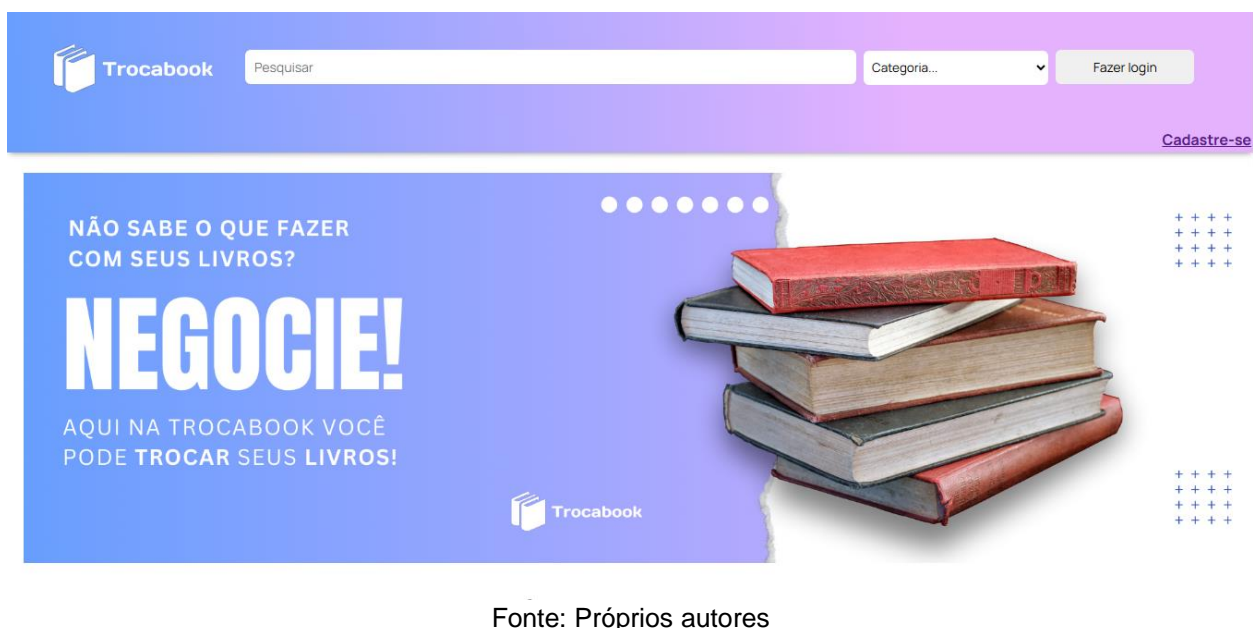 Trocabook
Pesquisar
Categoria...
Fazer login
Cadastre-se
NÃO SABE O QUE FAZER
COM SEUS LIVROS?
NEGOCIE!
AQUI NA TROCABOOK VOCÊ
PODE TROCAR SEUS LIVROS!
Trocabook
Fonte: Próprios autores